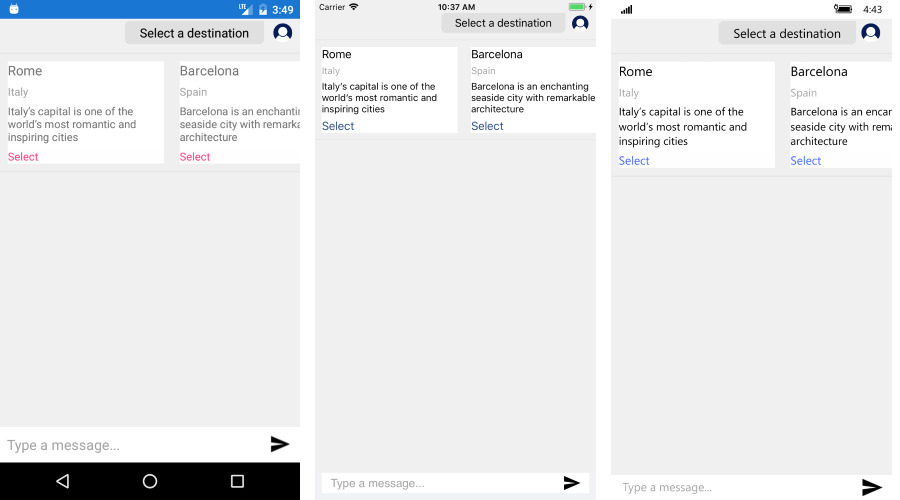 LTE 3:49
Select a destination
Rome
Italy
Italy's capital is one of the
world's most romantic and
inspiring cities
Select
Barcelona
Spain
Barcelona is an enchanti
seaside city with remarka
architecture
Select
Type a message...
Carrier 10:37 AM
Select a destination
Rome
Italy
Italy's capital is one of the
world's most romantic and
inspiring cities
Select
Barcelona
Spain
Barcelona is an enchanting
seaside city with remarkable
architecture
Select
Type a message...
4:43
Select a destination
Rome
Italy
Italy's capital is one of the
world's most romantic and
inspiring cities
Select
Barcelona
Spain
Barcelona is an enchan
seaside city with rema
architecture
Select
Type a message...